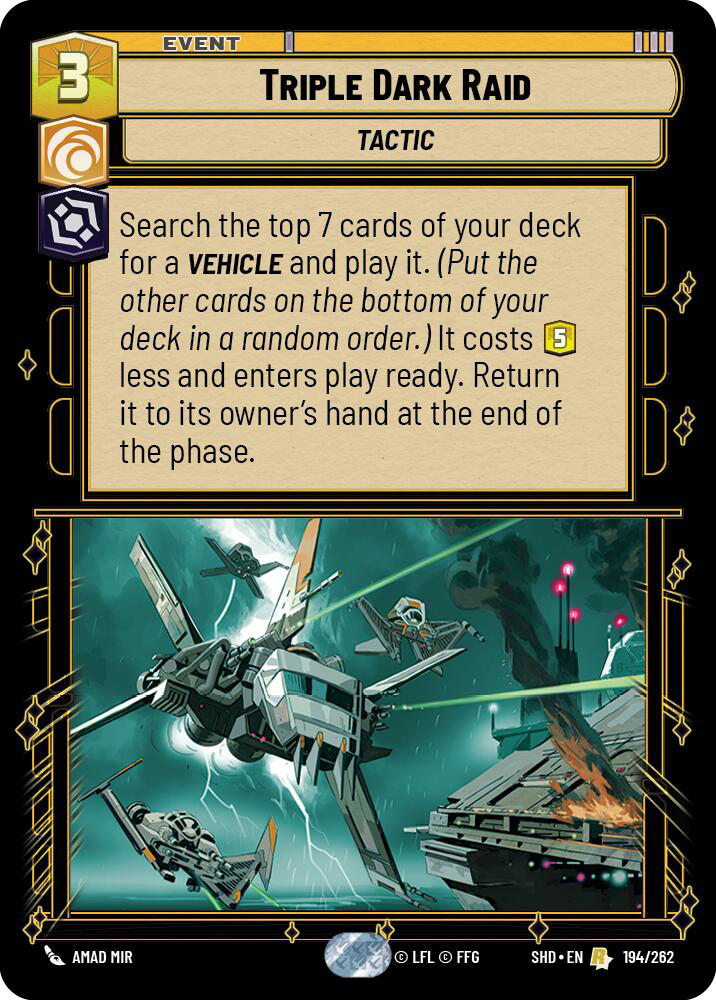 EVENT
3
TRIPLE DARK RAID
TACTIC
Search the top 7 cards of your deck
for a VEHICLE and play it. (Put the
other cards on the bottom of your
deck in a random order.) It costs 5
less and enters play ready. Return
it to its owner's hand at the end of
the phase.
AMAD MIR
© LFL © FFG
SHD • EN R 194/262